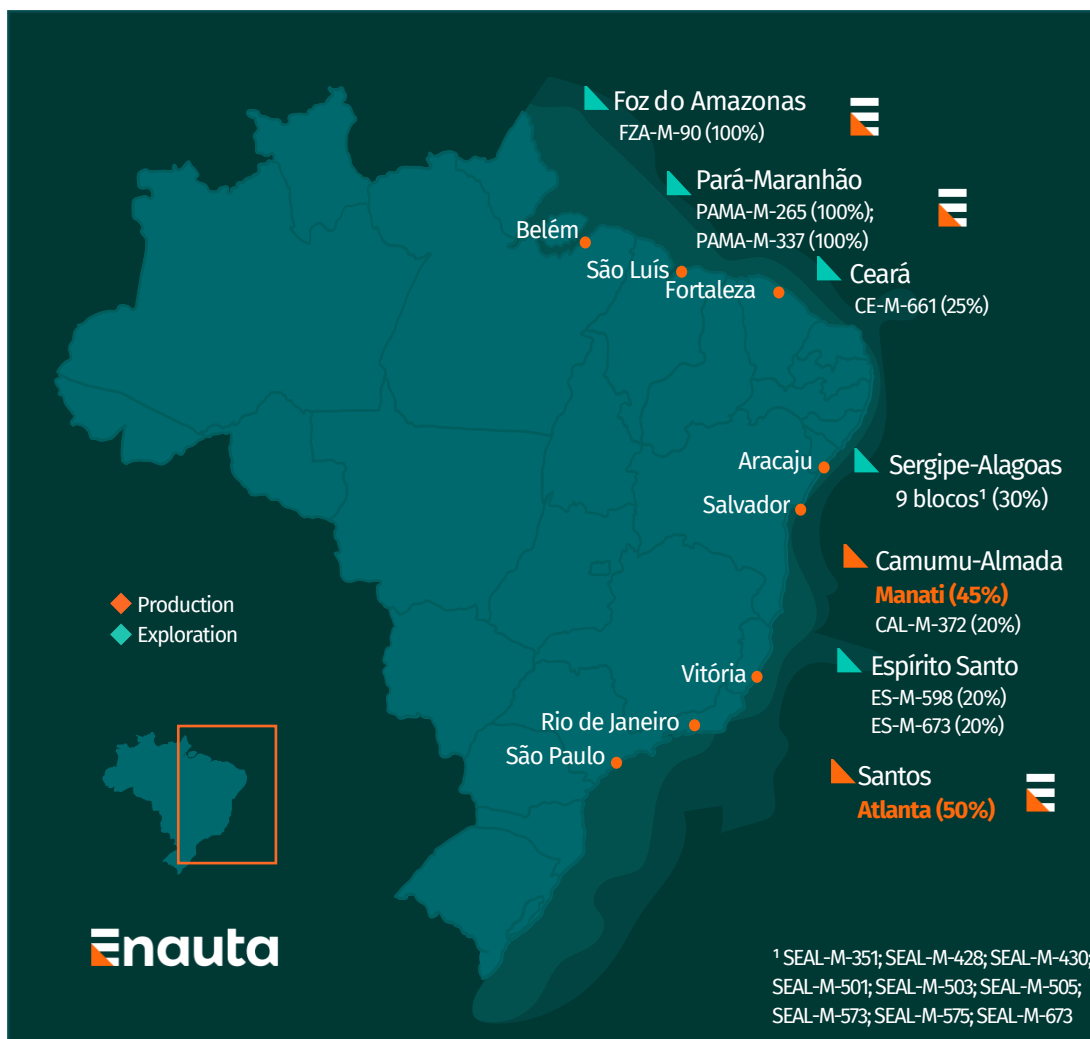 Foz do Amazonas
FZA-M-90 (100%)
Pará-Maranhão
PAMA-M-265 (100%);
PAMA-M-337 (100%)
Belém
São Luís
Fortaleza
Ceará
CE-M-661 (25%)
Aracaju
Salvador
Sergipe-Alagoas
9 blocos¹ (30%)
Camumu-Almada
Manati (45%)
CAL-M-372 (20%)
Production
Exploration
Espírito Santo
ES-M-598 (20%)
ES-M-673 (20%)
Vitória
Rio de Janeiro
São Paulo
Santos
Atlanta (50%)
Enauta
¹ SEAL-M-351; SEAL-M-428; SEAL-M-430;
SEAL-M-501; SEAL-M-503; SEAL-M-505;
SEAL-M-573; SEAL-M-575; SEAL-M-673